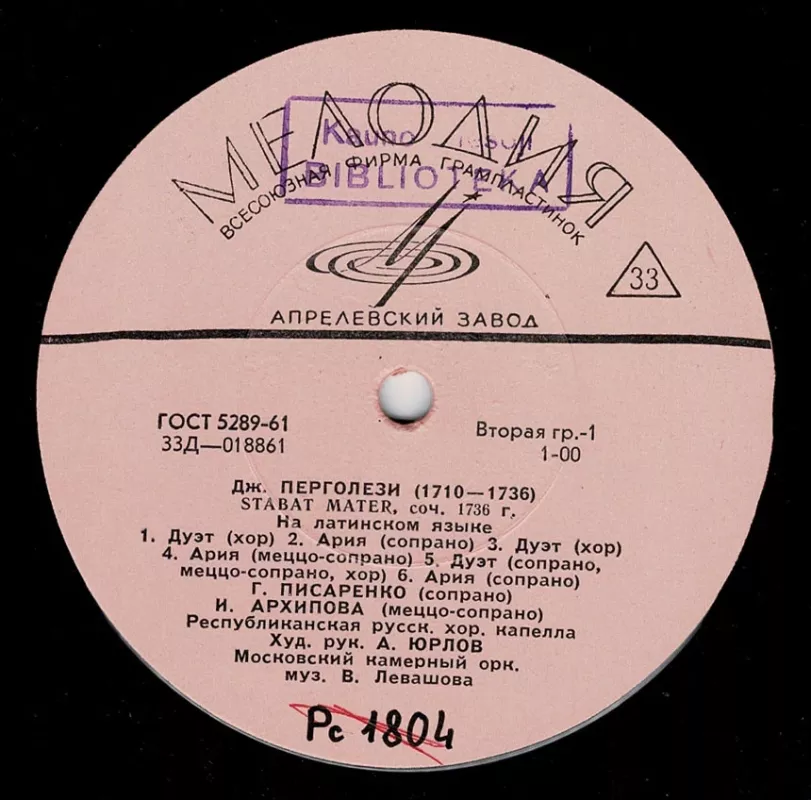 МЕЛОДИЯ
BIBLIOTEKA
ВСЕСОЮЗНАЯ ФИРМА ГРАМПЛАСТИНОК
33
АПРЕЛЕВСКИЙ ЗАВОД
ГОСТ 5289-61
Вторая гр.-1
33Д—018861
1-00
Дж. ПЕРГОЛЕЗИ (1710—1736)
STABAT MATER, соч. 1736 г.
На латинском языке
1. Дуэт (хор) 2. Ария (сопрано) 3. Дуэт (хор)
4. Ария (меццо-сопрано) 5. Дуэт (сопрано,
меццо-сопрано, хор) 6. Ария (сопрано)
Г. ПИСАРЕНКО (сопрано)
И. АРХИПОВА (меццо-сопрано)
Республиканская русск. хор. капелла
Худ. рук. А. ЮРЛОВ
Московский камерный орк.
муз. В. Левашова
Рс 1804